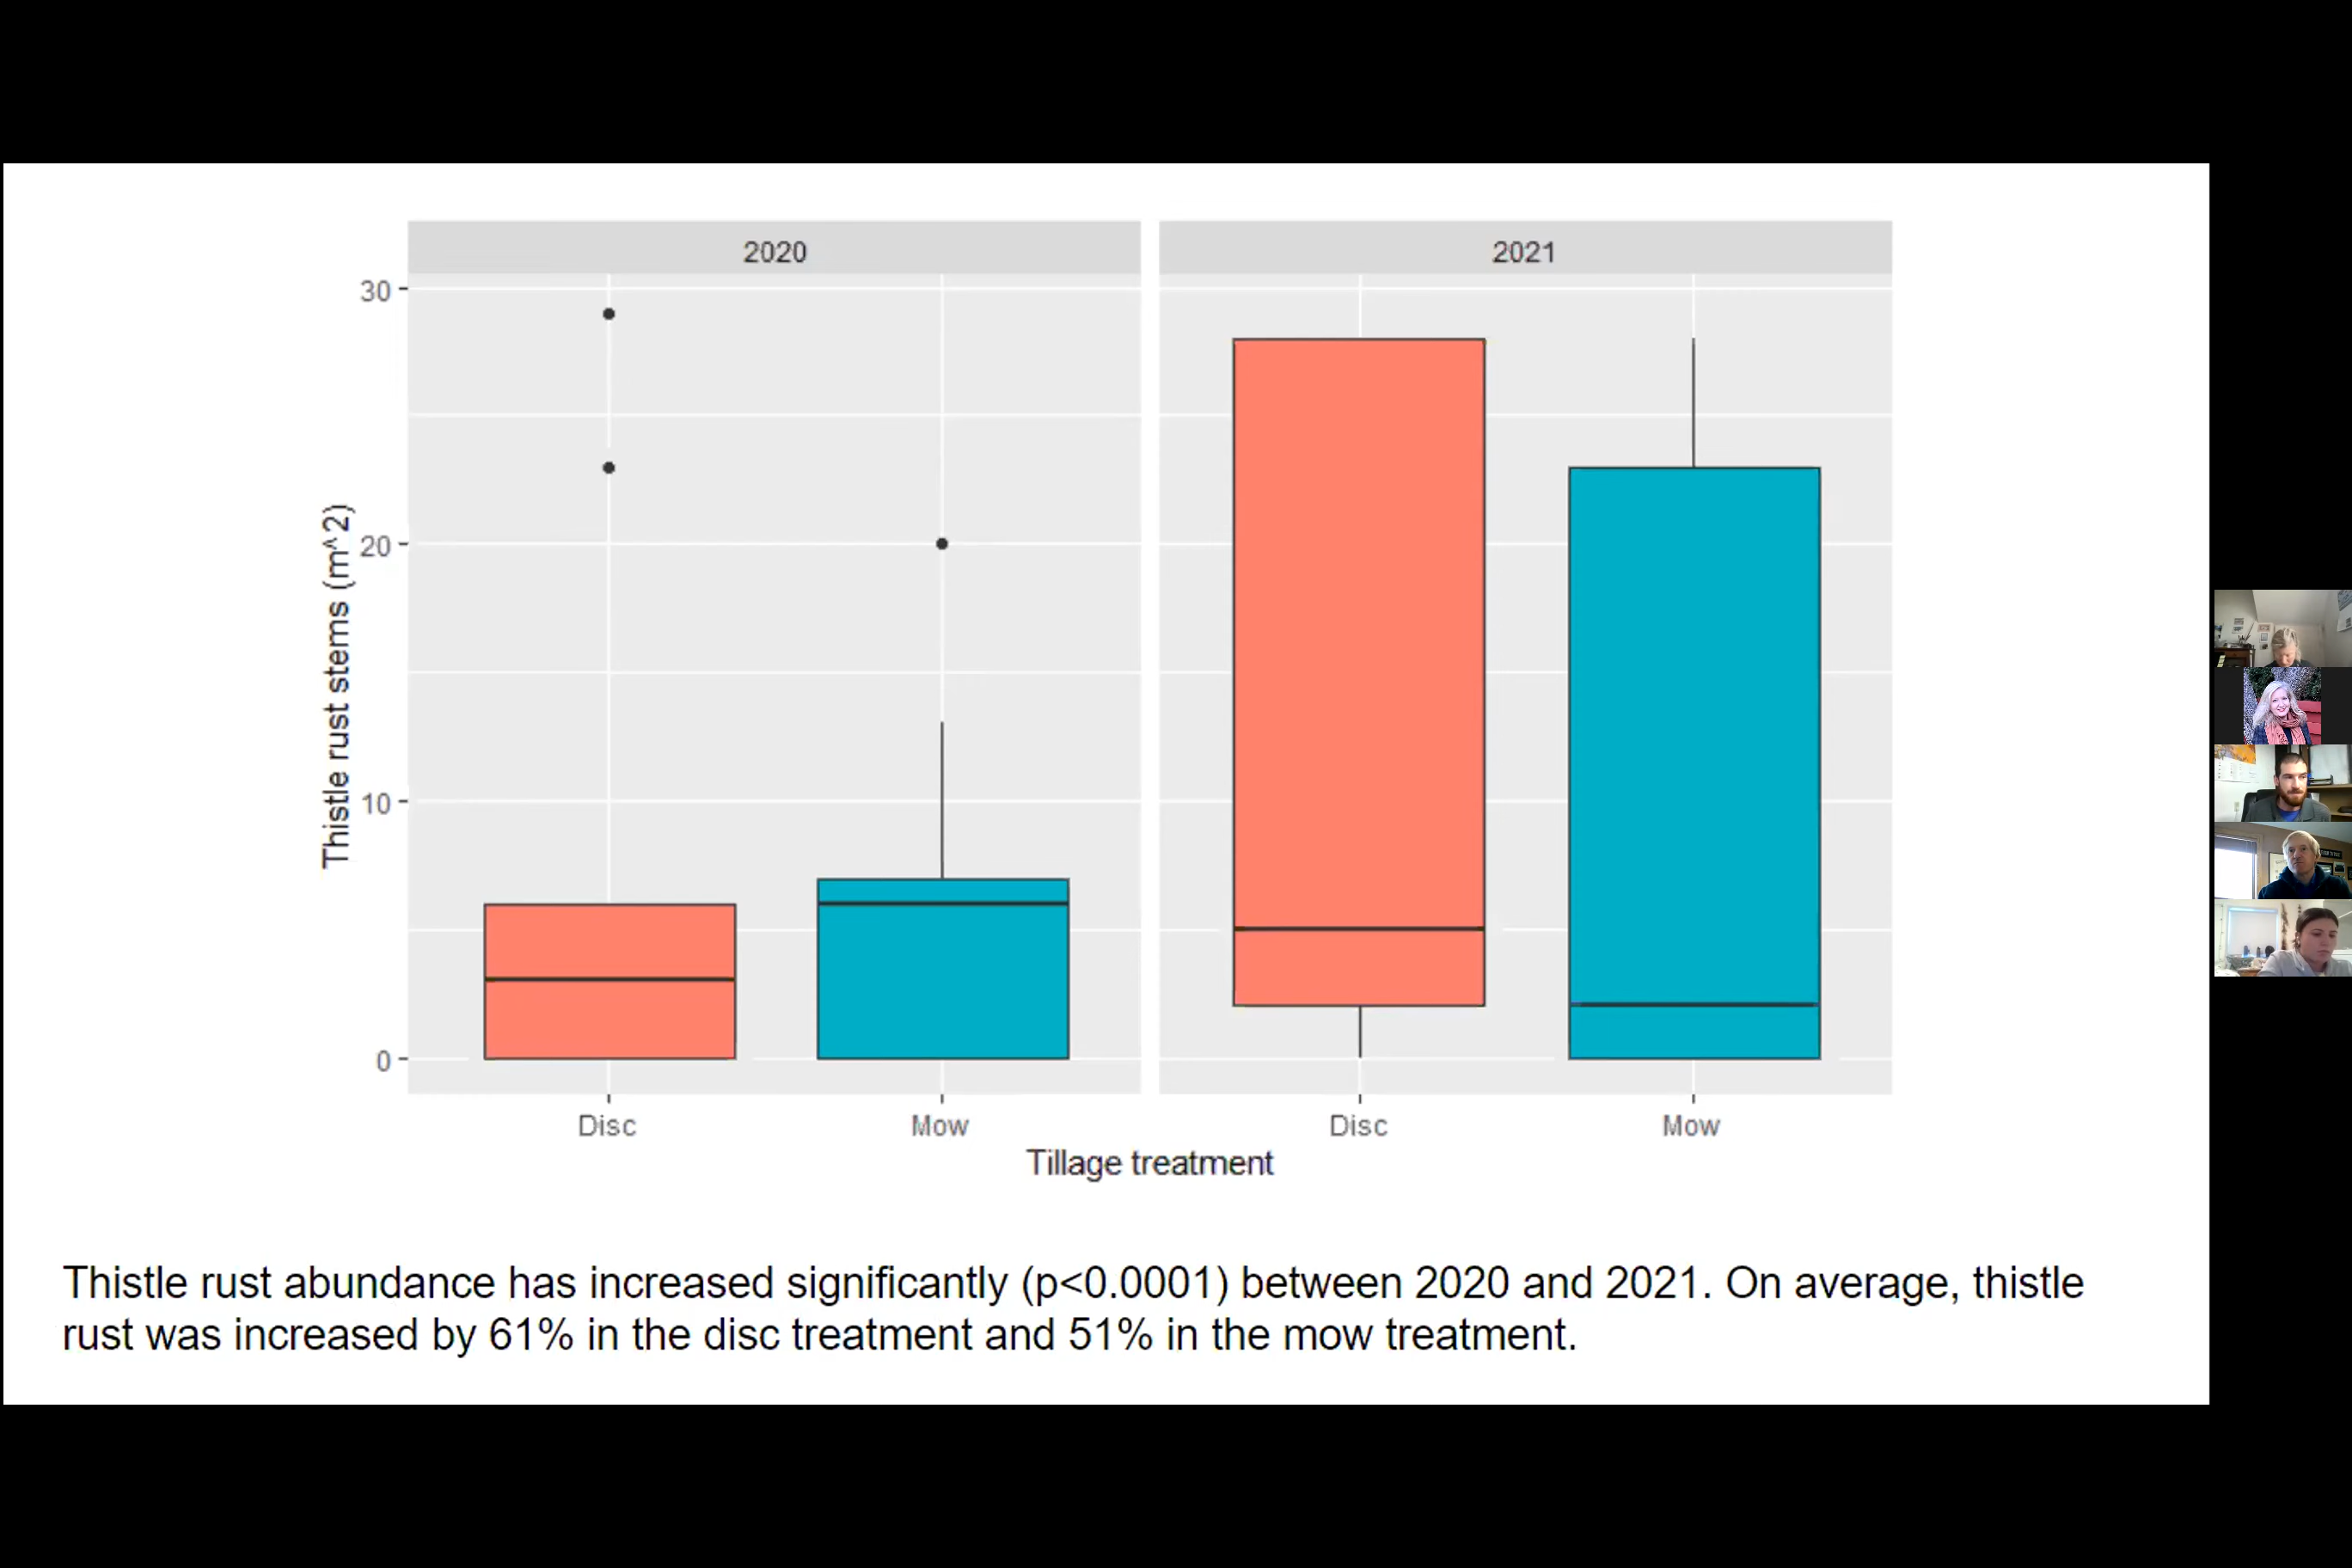 2020
2021
30
20
10
0
Thistle rust stems (m^2)
Disc
Mow
Disc
Mow
Tillage treatment
Thistle rust abundance has increased significantly (p<0.0001) between 2020 and 2021. On average, thistle
rust was increased by 61% in the disc treatment and 51% in the mow treatment.